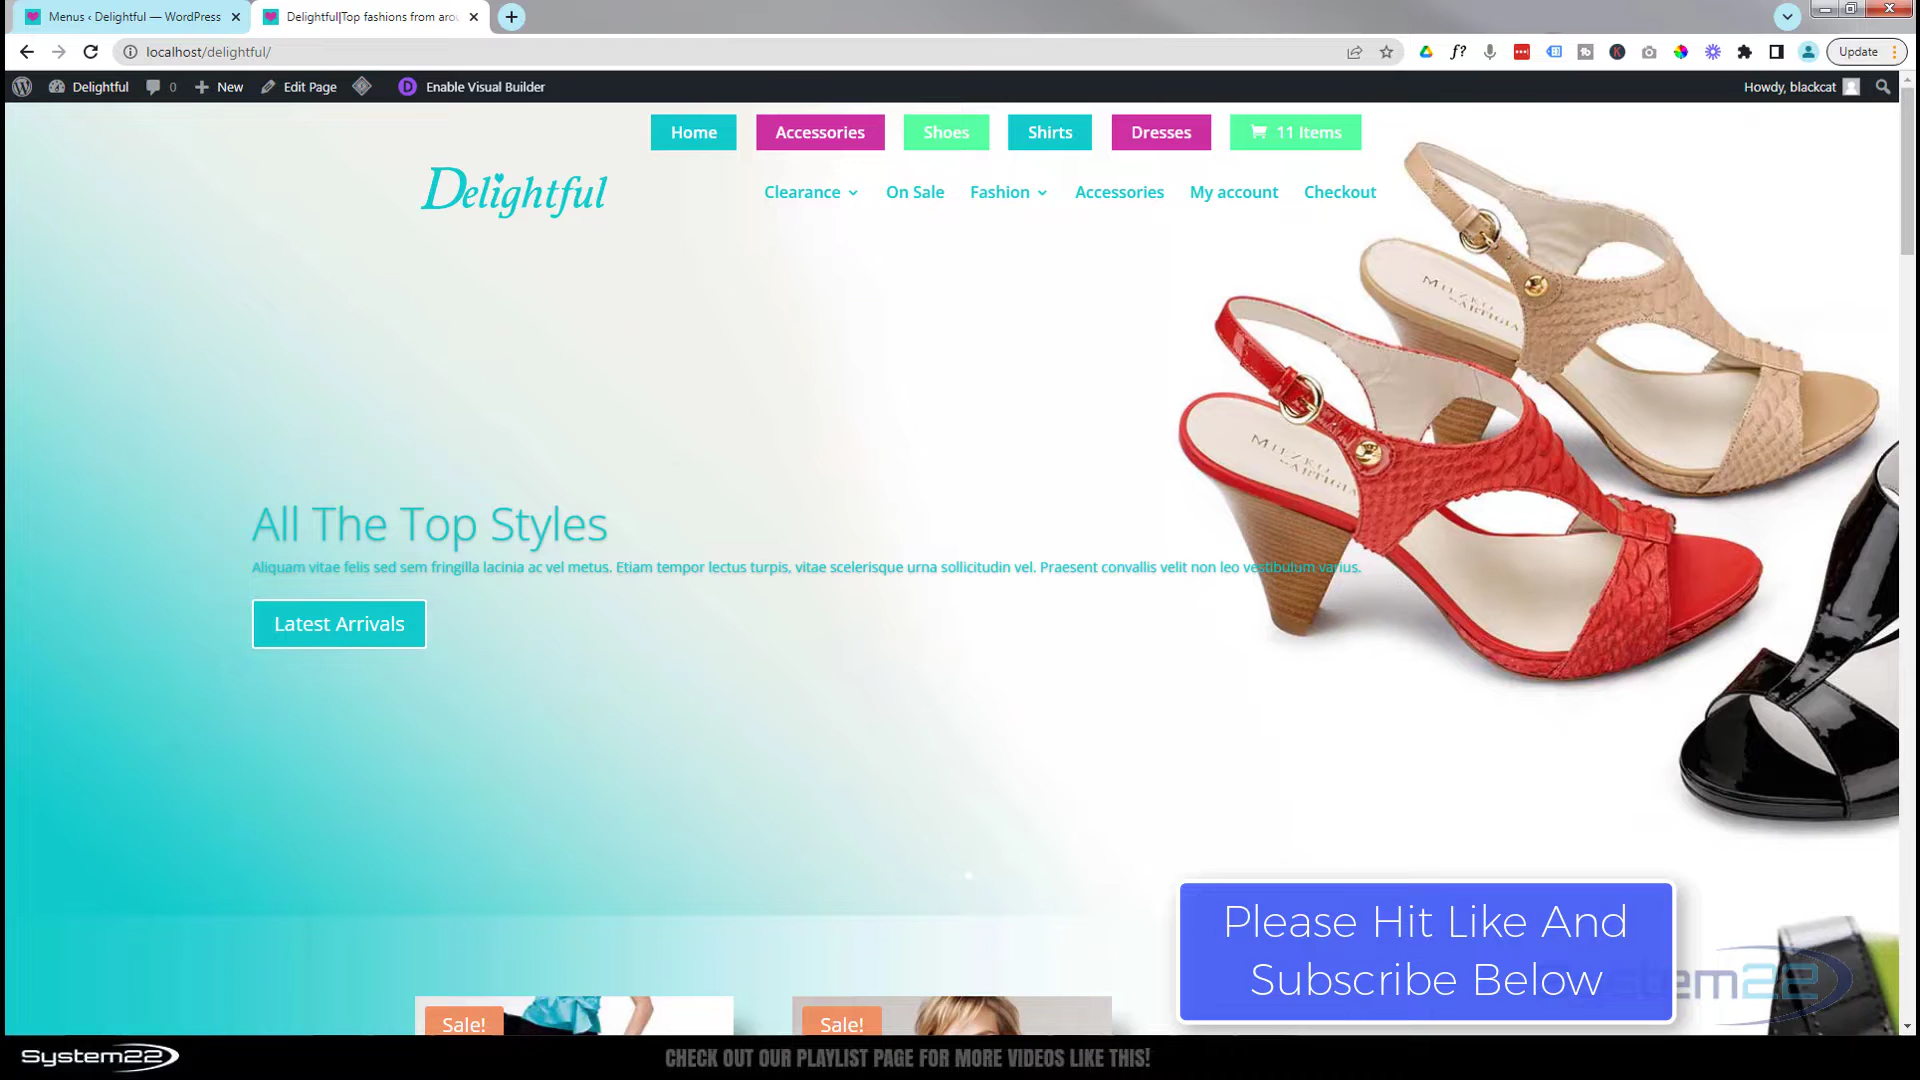 Menus ‹ Delightful — WordPress
Delightful|Top fashions from arou
localhost/delightful/
Update
Delightful
0
New
Edit Page
Enable Visual Builder
Howdy, blackcat
Home
Accessories
Shoes
Shirts
Dresses
11 Items
Delightful
Clearance
On Sale
Fashion
Accessories
My account
Checkout
All The Top Styles
Aliquam vitae felis sed sem fringilla lacinia ac vel metus. Etiam tempor lectus turpis, vitae scelerisque urna sollicitudin vel. Praesent convallis velit non leo vestibulum varius.
Latest Arrivals
Please Hit Like And
Subscribe Below
System22
Sale!
Sale!
System22
CHECK OUT OUR PLAYLIST PAGE FOR MORE VIDEOS LIKE THIS!